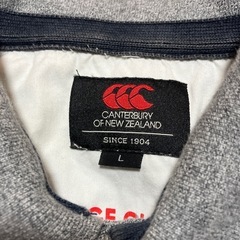 CANTERBURY
OF NEW ZEALAND
SINCE 1904
L